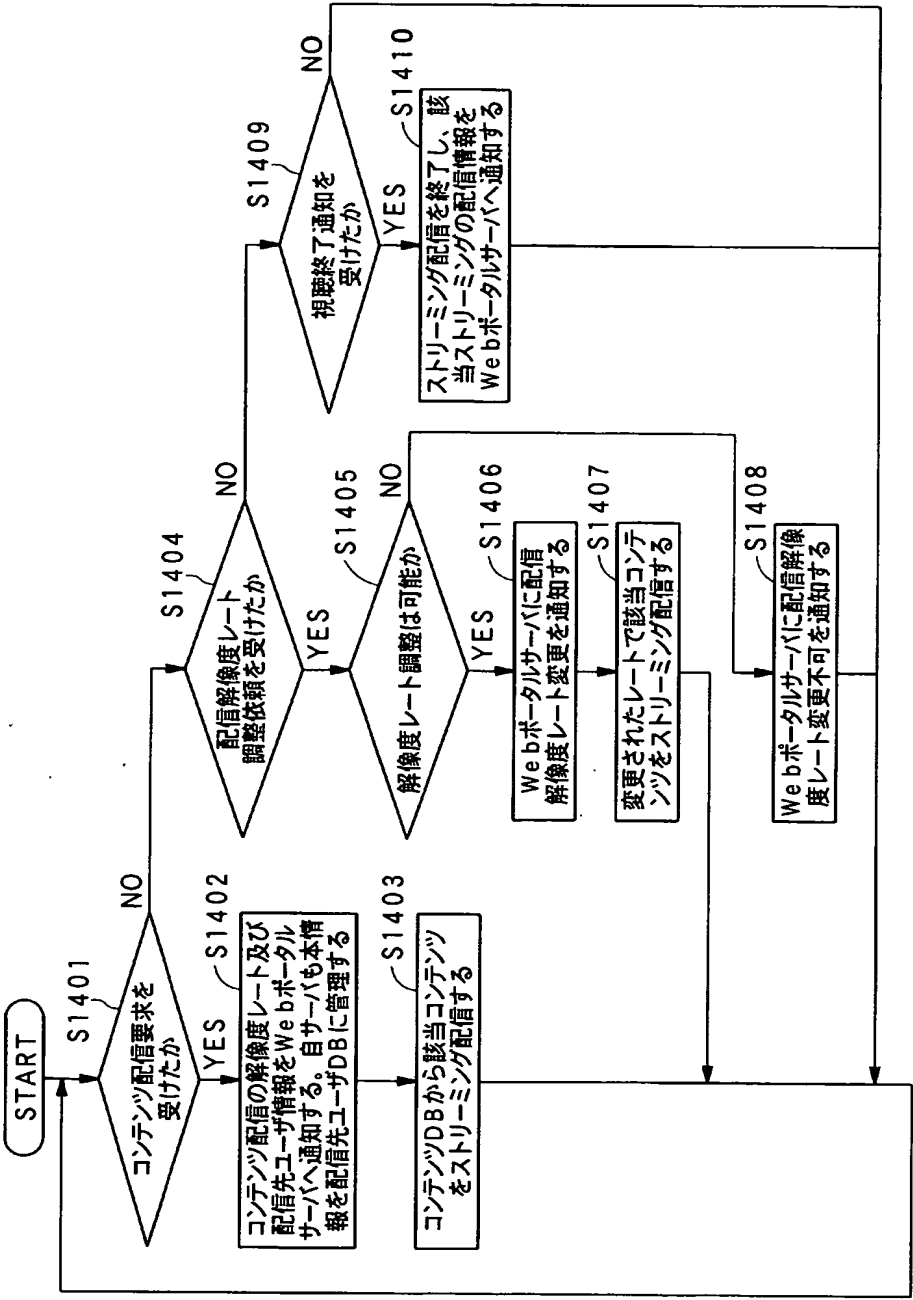 START
S1401
コンテンツ配信要求を
受けたか
NO
YES
S1402
コンテンツ配信の解像度レート及び
配信先ユーザ情報をWebポータル
サーバへ通知する。自サーバも本情
報を配信先ユーザDBに管理する
S1403
コンテンツDBから該当コンテンツ
をストリーミング配信する
S1404
配信解像度レート
調整依頼を受けたか
NO
YES
S1405
解像度レート調整は可能か
NO
YES
S1406
Webポータルサーバに配信
解像度レート変更を通知する
S1407
変更されたレートで該当コンテ
ンツをストリーミング配信する
S1408
Webポータルサーバに配信解像
度レート変更不可を通知する
S1409
視聴終了通知を
受けたか
NO
YES
S1410
ストリーミング配信を終了し、該
当ストリーミングの配信情報を
Webポータルサーバへ通知する